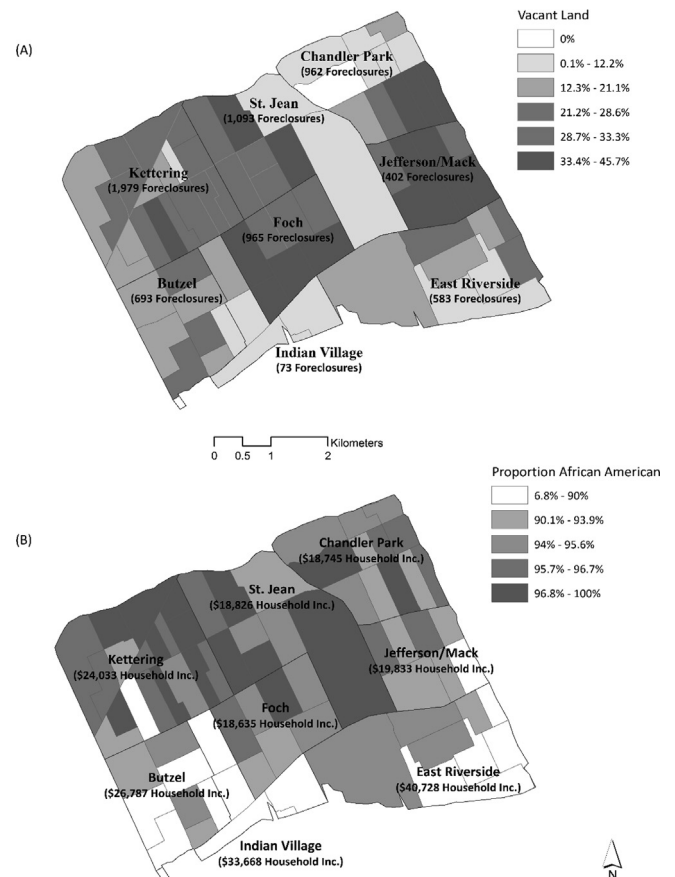 Vacant Land
(A)
0%
0.1% - 12.2%
12.3% - 21.1%
21.2% - 28.6%
28.7% - 33.3%
33.4% - 45.7%
Chandler Park
(962 Foreclosures)
St. Jean
(1,093 Foreclosures)
Kettering
(1,979 Foreclosures)
Jefferson/Mack
(402 Foreclosures)
Foch
(965 Foreclosures)
Butzel
(693 Foreclosures)
East Riverside
(583 Foreclosures)
Indian Village
(73 Foreclosures)
Kilometers
0 0.5 1 2
Proportion African American
6.8% - 90%
90.1% - 93.9%
94% - 95.6%
95.7% - 96.7%
96.8% - 100%
(B)
Chandler Park
($18,745 Household Inc.)
St. Jean
($18,826 Household Inc.)
Kettering
($24,033 Household Inc.)
Jefferson/Mack
($19,833 Household Inc.)
Foch
($18,635 Household Inc.)
Butzel
($26,787 Household Inc.)
East Riverside
($40,728 Household Inc.)
Indian Village
($33,668 Household Inc.)
N